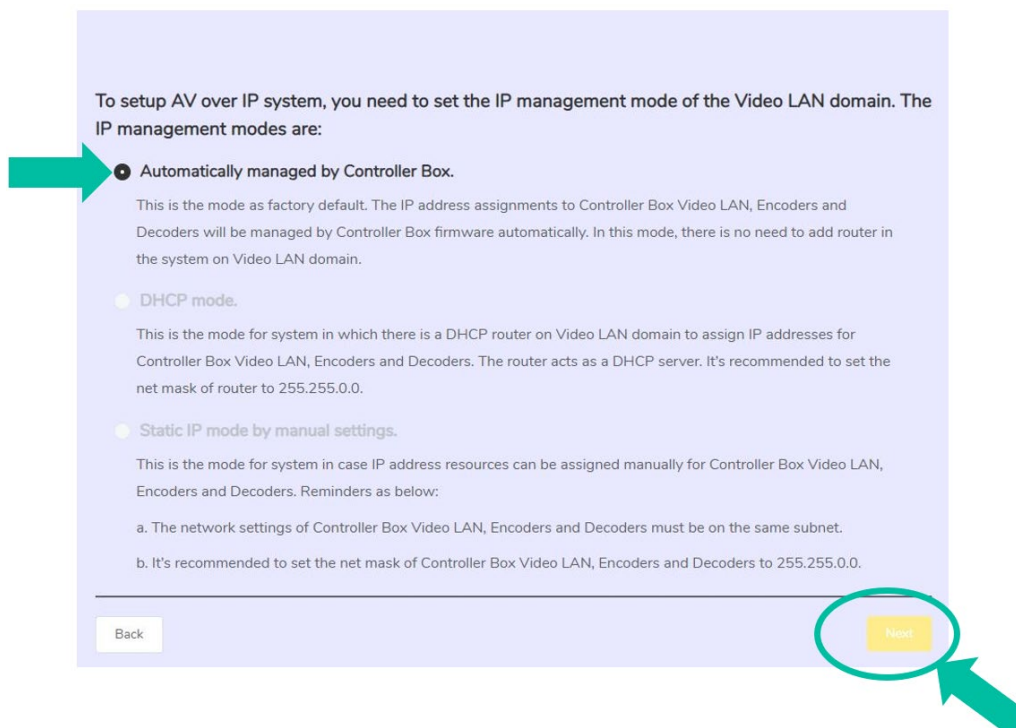 To setup AV over IP system, you need to set the IP management mode of the Video LAN domain. The
IP management modes are:
Automatically managed by Controller Box.
This is the mode as factory default. The IP address assignments to Controller Box Video LAN, Encoders and
Decoders will be managed by Controller Box firmware automatically. In this mode, there is no need to add router in
the system on Video LAN domain.
DHCP mode.
This is the mode for system in which there is a DHCP router on Video LAN domain to assign IP addresses for
Controller Box Video LAN, Encoders and Decoders. The router acts as a DHCP server. It's recommended to set the
net mask of router to 255.255.0.0.
Static IP mode by manual settings.
This is the mode for system in case IP address resources can be assigned manually for Controller Box Video LAN,
Encoders and Decoders. Reminders as below:
a. The network settings of Controller Box Video LAN, Encoders and Decoders must be on the same subnet.
b. It's recommended to set the net mask of Controller Box Video LAN, Encoders and Decoders to 255.255.0.0.
Back
Next